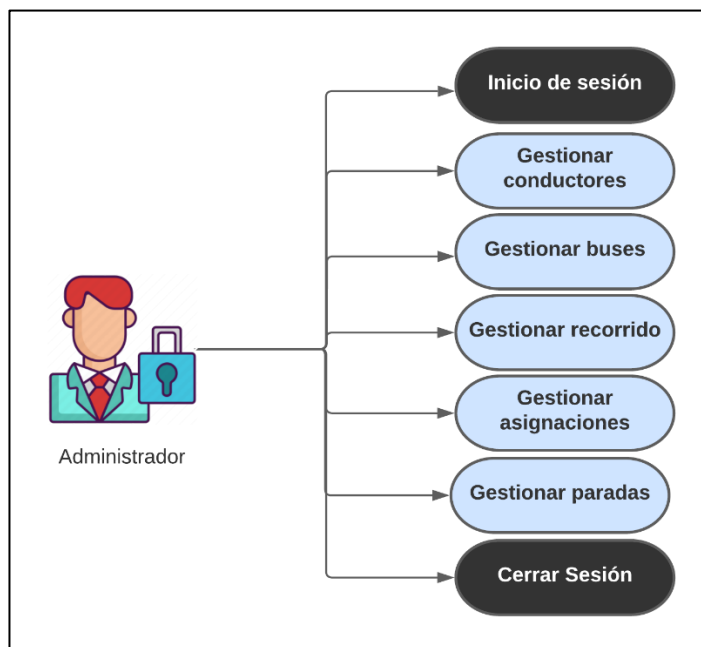 Inicio de sesión
Gestionar
conductores
Gestionar buses
Gestionar recorrido
Gestionar
asignaciones
Gestionar paradas
Cerrar Sesión
Administrador